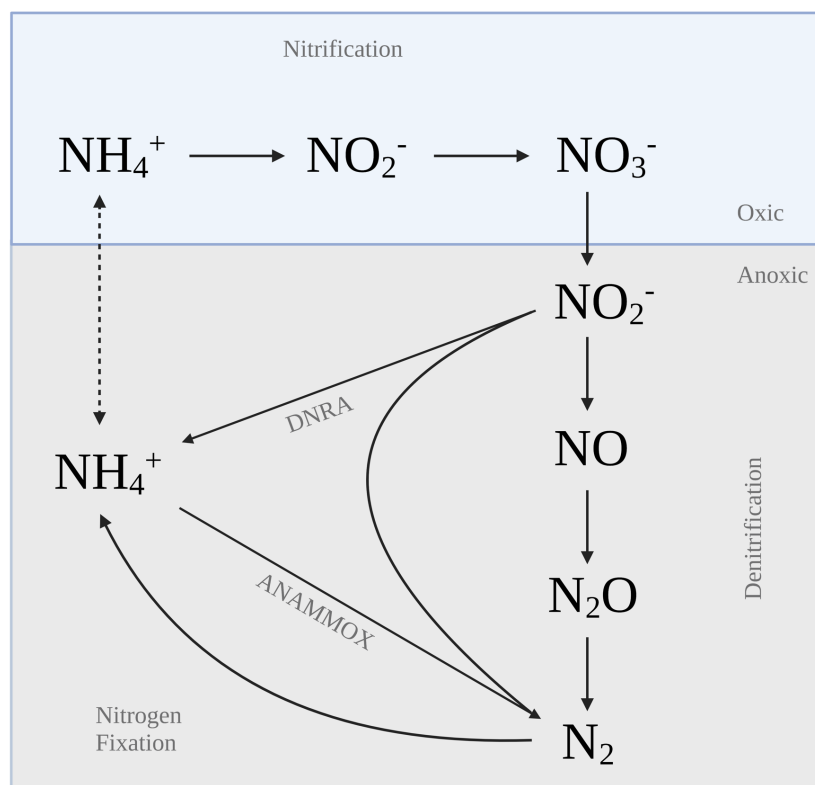 Nitrification
NH₄⁺
NO₂⁻
NO₃⁻
Oxic
Anoxic
NO₂⁻
DNRA
NH₄⁺
NO
Denitrification
ANAMMOX
N₂O
Nitrogen
Fixation
N₂